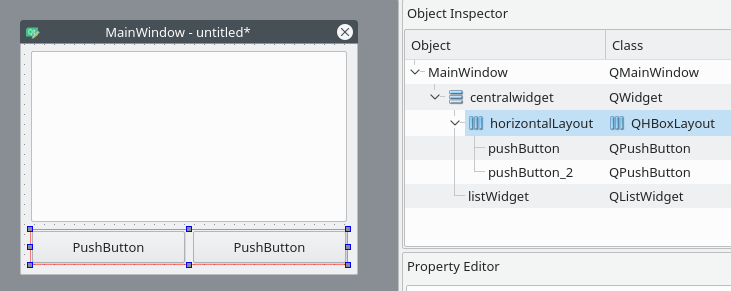 MainWindow - untitled*
PushButton PushButton
Object Inspector
Object Class
MainWindow QMainWindow
centralwidget QWidget
horizontalLayout QHBoxLayout
pushButton QPushButton
pushButton_2 QPushButton
listWidget QListWidget
Property Editor